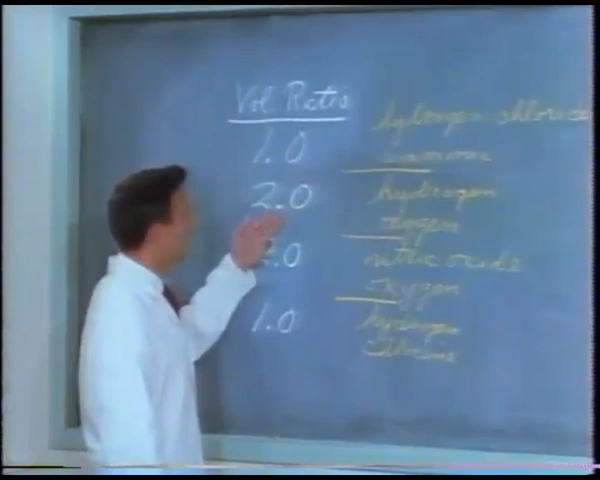 Vol. Ratio
1.0 hydrogen chloride
ammonia
2.0 hydrogen
oxygen
2.0 nitric oxide
oxygen
1.0 hydrogen
chlorine